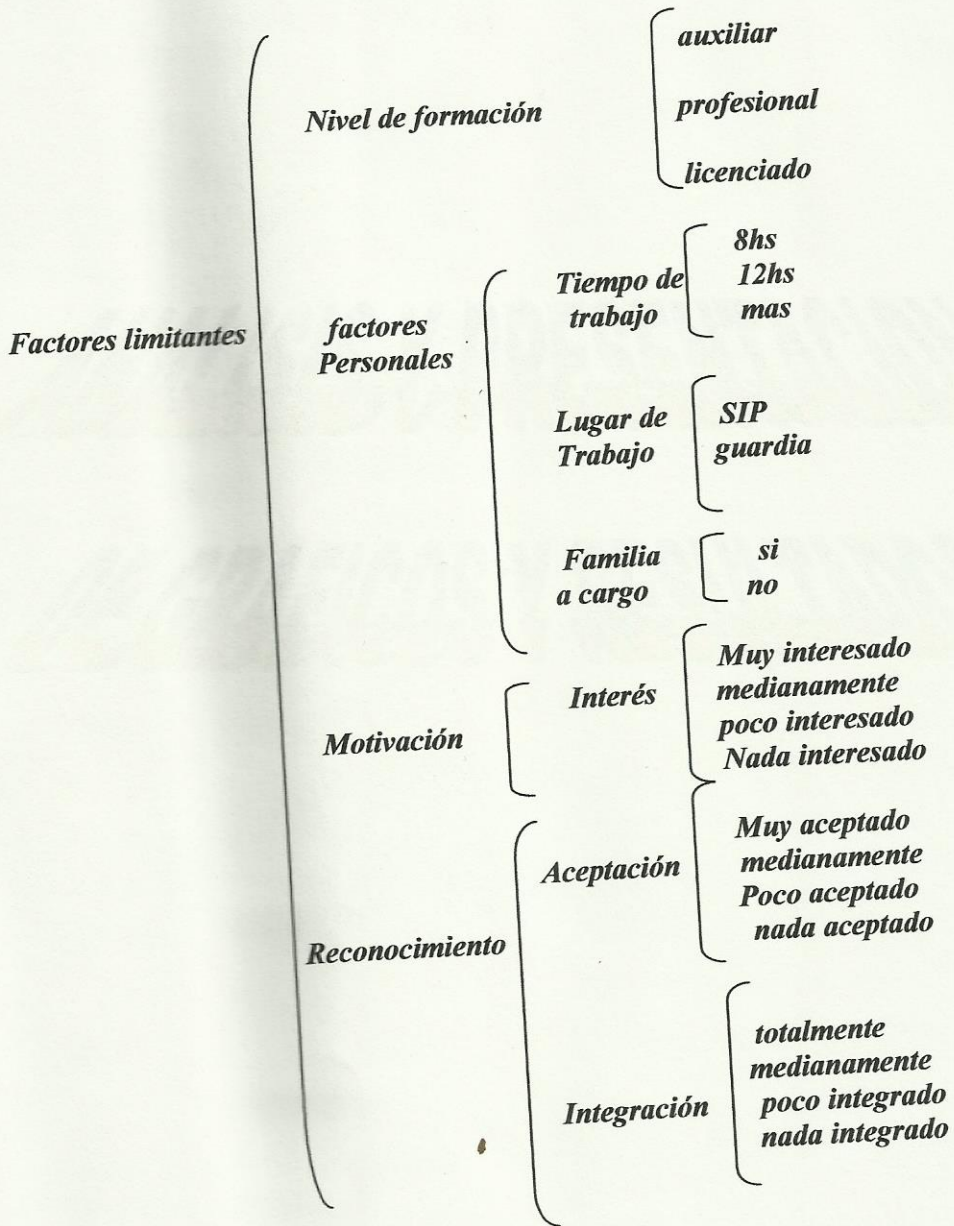 Factores limitantes
Nivel de formación
auxiliar
profesional
licenciado
factores
Personales
Tiempo de
trabajo
8hs
12hs
mas
Lugar de
Trabajo
SIP
guardia
Familia
a cargo
si
no
Motivación
Interés
Muy interesado
medianamente
poco interesado
Nada interesado
Reconocimiento
Aceptación
Muy aceptado
medianamente
Poco aceptado
nada aceptado
Integración
totalmente
medianamente
poco integrado
nada integrado